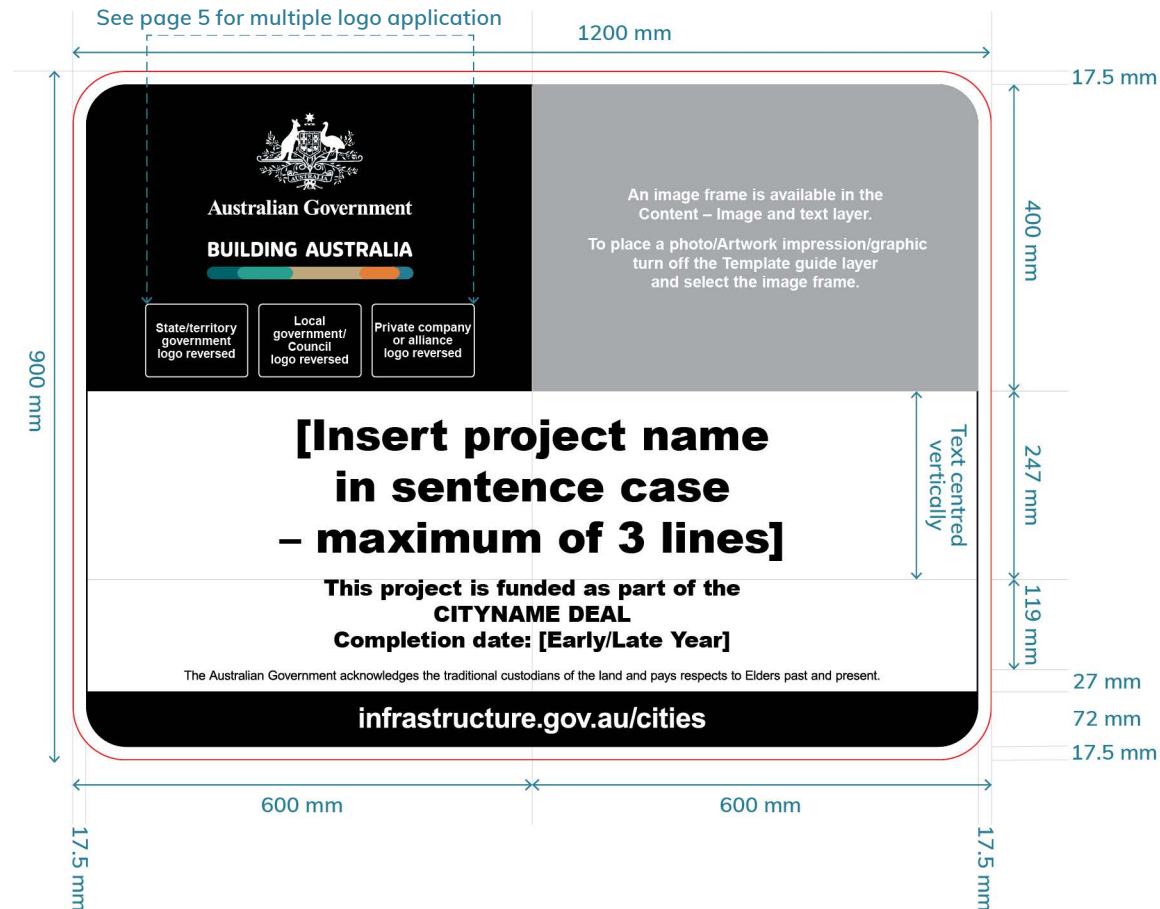 See page 5 for multiple logo application
1200 mm
17.5 mm
AUSTRALIA
Australian Government
BUILDING AUSTRALIA
State/territory
government
logo reversed
Local
government/
Council
logo reversed
Private company
or alliance
logo reversed
An image frame is available in the
Content – Image and text layer.
To place a photo/Artwork impression/graphic
turn off the Template guide layer
and select the image frame.
400 mm
900 mm
[Insert project name
in sentence case
– maximum of 3 lines]
Text centred
vertically
247 mm
This project is funded as part of the
CITYNAME DEAL
Completion date: [Early/Late Year]
119 mm
The Australian Government acknowledges the traditional custodians of the land and pays respects to Elders past and present.
27 mm
infrastructure.gov.au/cities
72 mm
17.5 mm
600 mm
600 mm
17.5 mm
17.5 mm